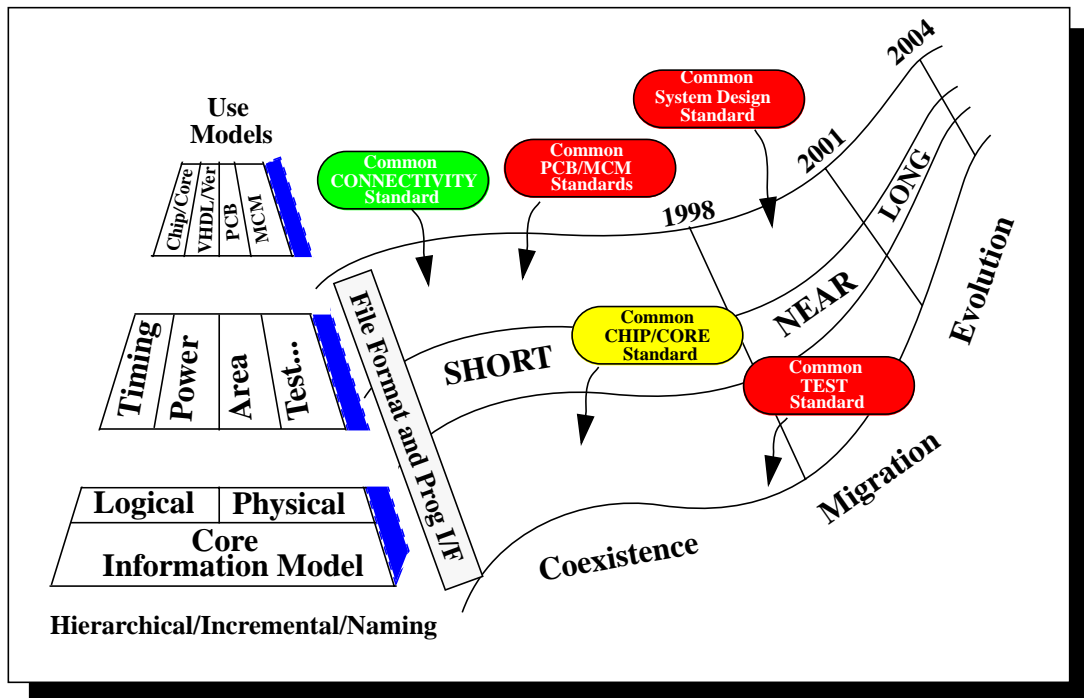 2004
Common
System Design
Standard
Use
Models
2001
Common
CONNECTIVITY
Standard
Common
PCB/MCM
Standards
LONG
Chip/Core
VHDL/Ver
PCB
MCM
1998
Evolution
File Format and Prog I/F
NEAR
Common
CHIP/CORE
Standard
SHORT
Timing
Power
Area
Test...
Common
TEST
Standard
Migration
Logical
Physical
Core
Information Model
Coexistence
Hierarchical/Incremental/Naming